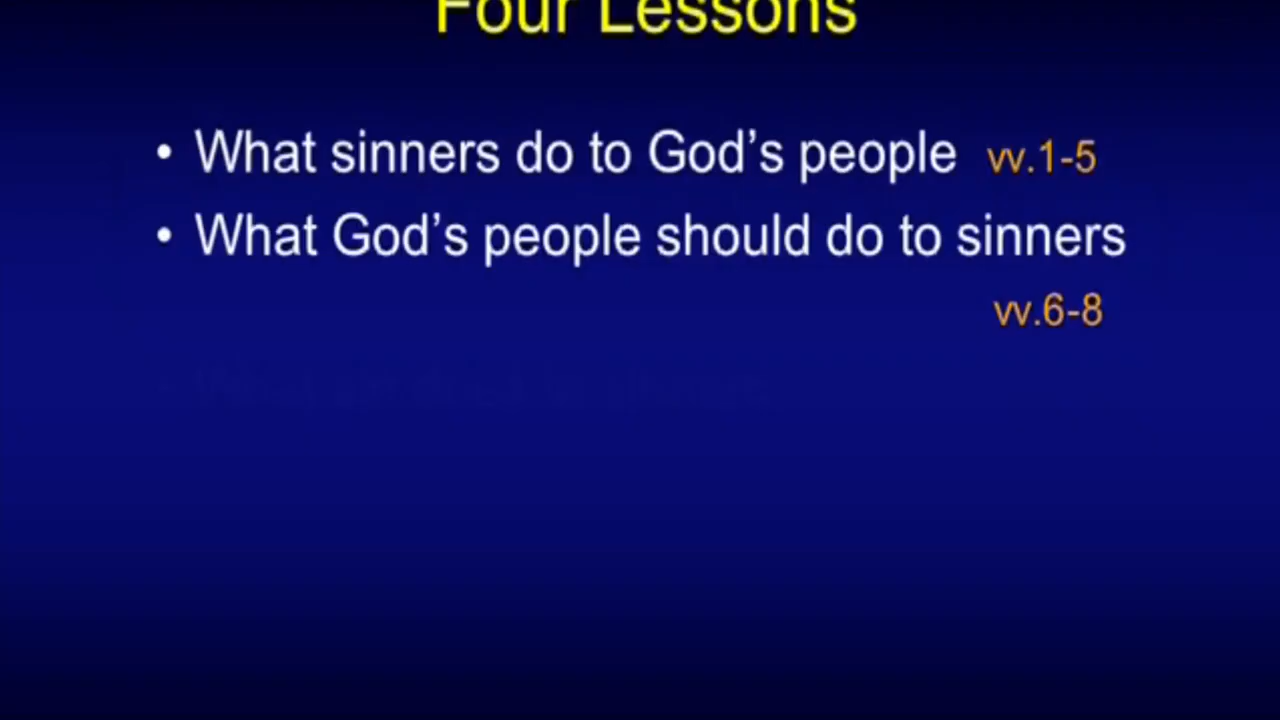 Four Lessons
• What sinners do to God's people vv.1-5
• What God's people should do to sinners
vv.6-8